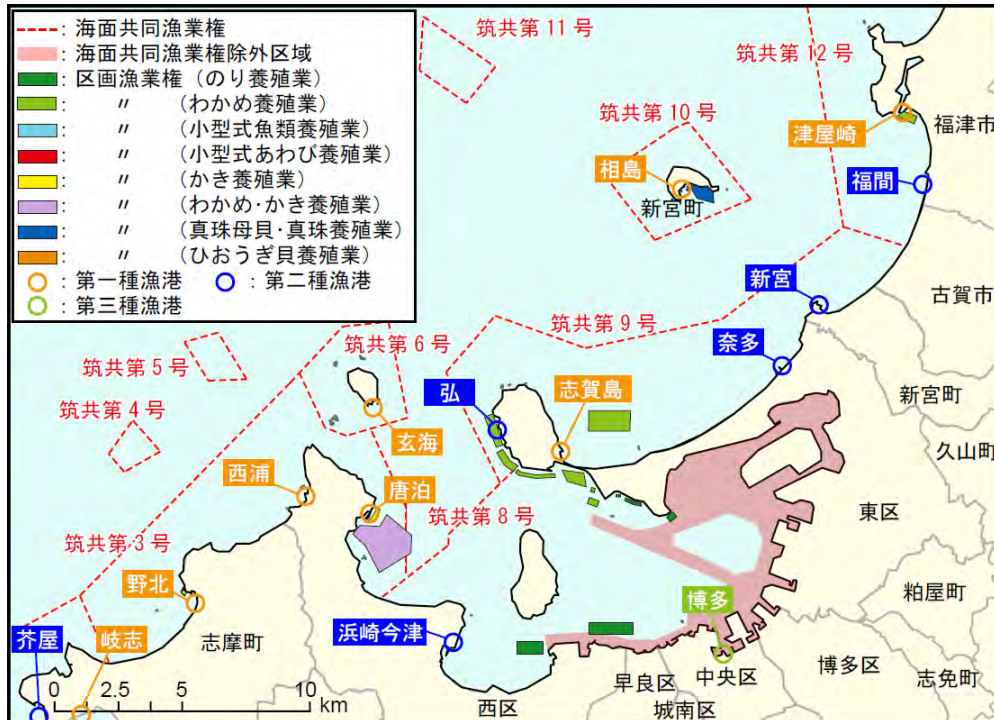 ：海面共同漁業権
：海面共同漁業権除外区域
：区画漁業権（のり養殖業）
：　〃　（わかめ養殖業）
：　〃　（小型式魚類養殖業）
：　〃　（小型式あわび養殖業）
：　〃　（かき養殖業）
：　〃　（わかめ･かき養殖業）
：　〃　（真珠母貝･真珠養殖業）
：　〃　（ひおうぎ貝養殖業）
：第一種漁港　：第二種漁港
：第三種漁港
筑共第 11 号
筑共第 12 号
筑共第 10 号
津屋崎
福津市
相島
福間
新宮町
新宮
古賀市
筑共第 9 号
筑共第 6 号
奈多
筑共第 5 号
弘
志賀島
新宮町
筑共第 4 号
玄海
久山町
西浦
唐泊
筑共第 8 号
東区
筑共第 3 号
野北
博多
粕屋町
芥屋
岐志
志摩町
浜崎今津
博多区
志免町
早良区
中央区
西区
城南区
0 2.5 5 10
km